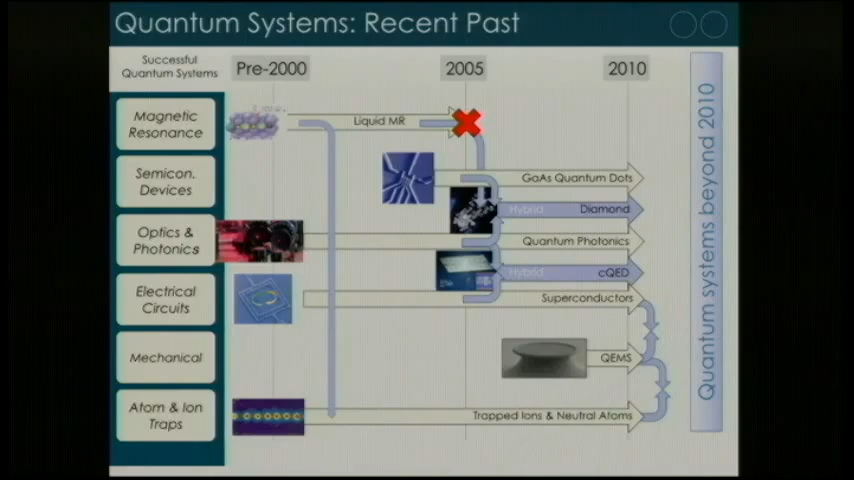 Quantum Systems: Recent Past
Successful
Quantum Systems
Pre-2000
2005
2010
Magnetic
Resonance
Liquid MR
Semicon.
Devices
GaAs Quantum Dots
Hybrid
Diamond
Optics &
Photonics
Quantum Photonics
Hybrid
cQED
Electrical
Circuits
Superconductors
Mechanical
QEMS
Atom & Ion
Traps
Trapped Ions & Neutral Atoms
Quantum systems beyond 2010